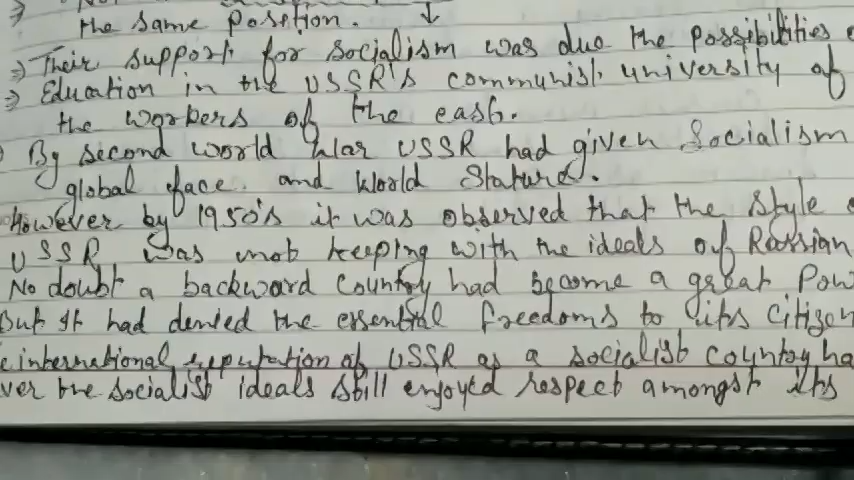 the same posetion. ↓
⇒ Their support for socialism was due the possibilities
⇒ Eduation in the USSR's communist university of
the workers of the east.
By second world War USSR had given Socialism
global face. and World Stature.
However by 1950's it was observed that the style
USSR was not keeping with the ideals of Russian
No doubt a backward country had become a great Pow
But It had denied the essential freedoms to its citizen
e international reputation of USSR as a socialist country ha
ver the socialist ideals still enjoyed respect amongst its